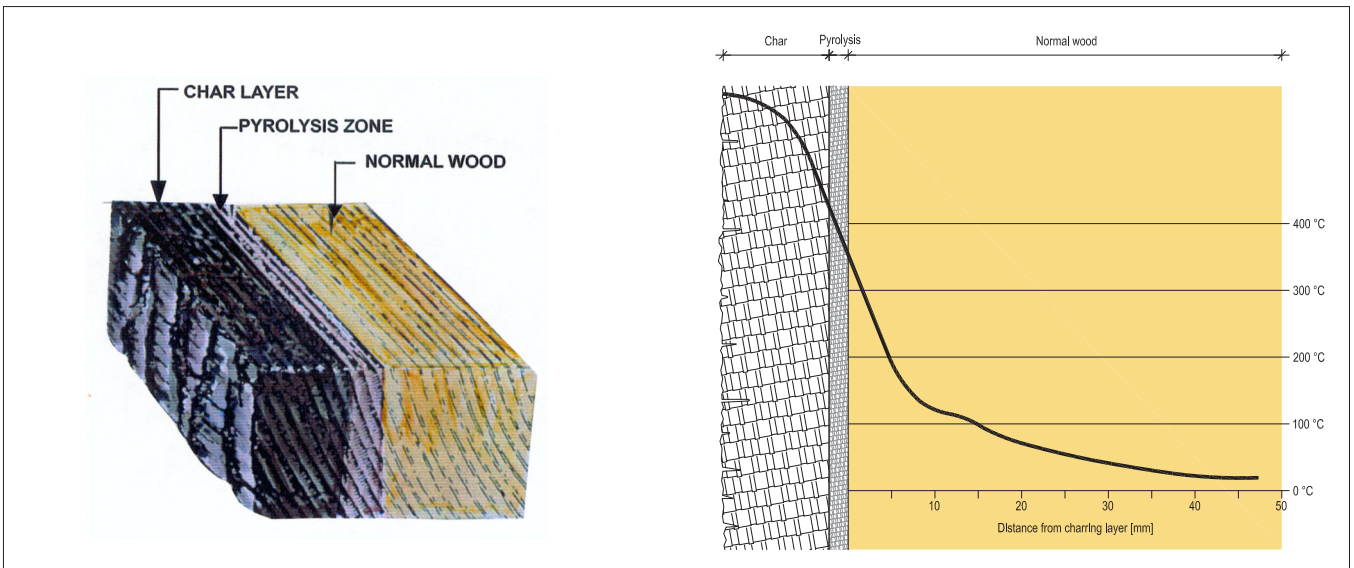 CHAR LAYER
PYROLYSIS ZONE
NORMAL WOOD
Char
Pyrolysis
Normal wood
400 °C
300 °C
200 °C
100 °C
0 °C
10
20
30
40
50
Distance from charring layer [mm]